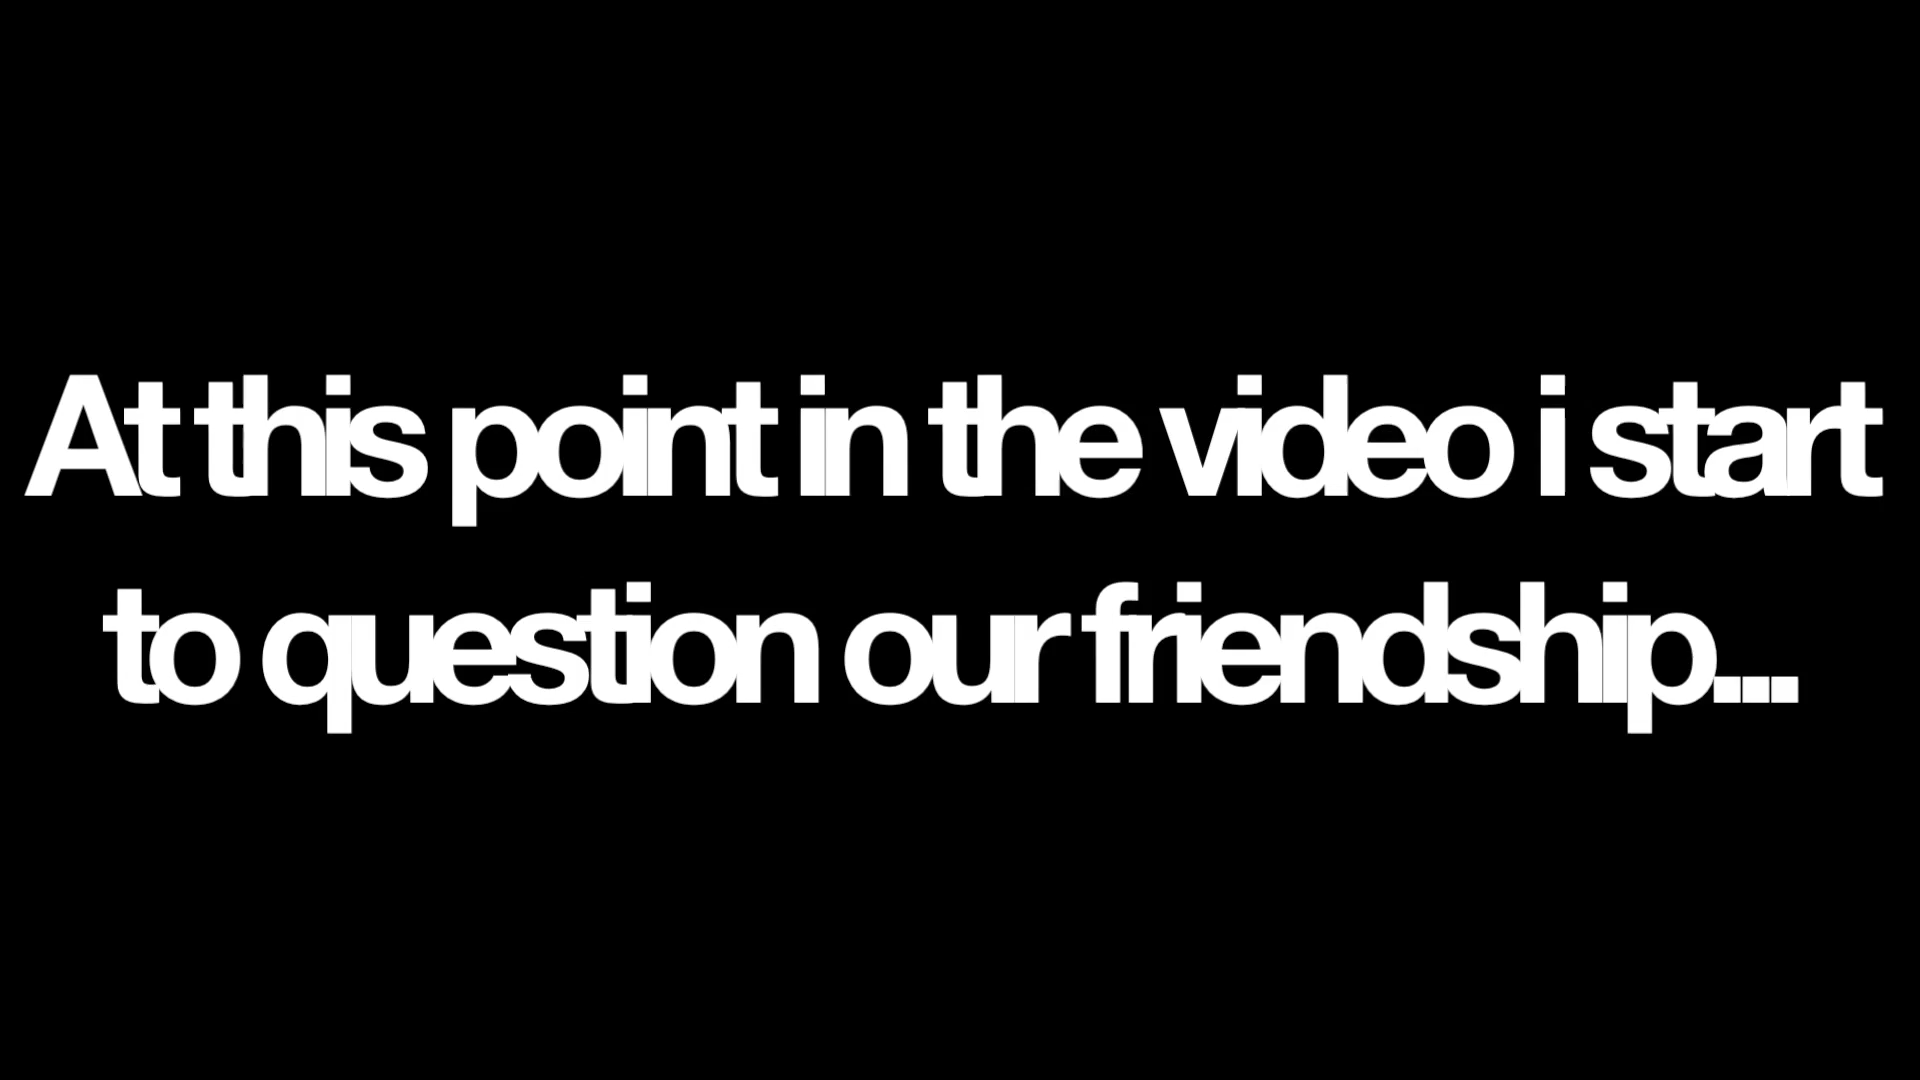 At this point in the video i start
to question our friendship...